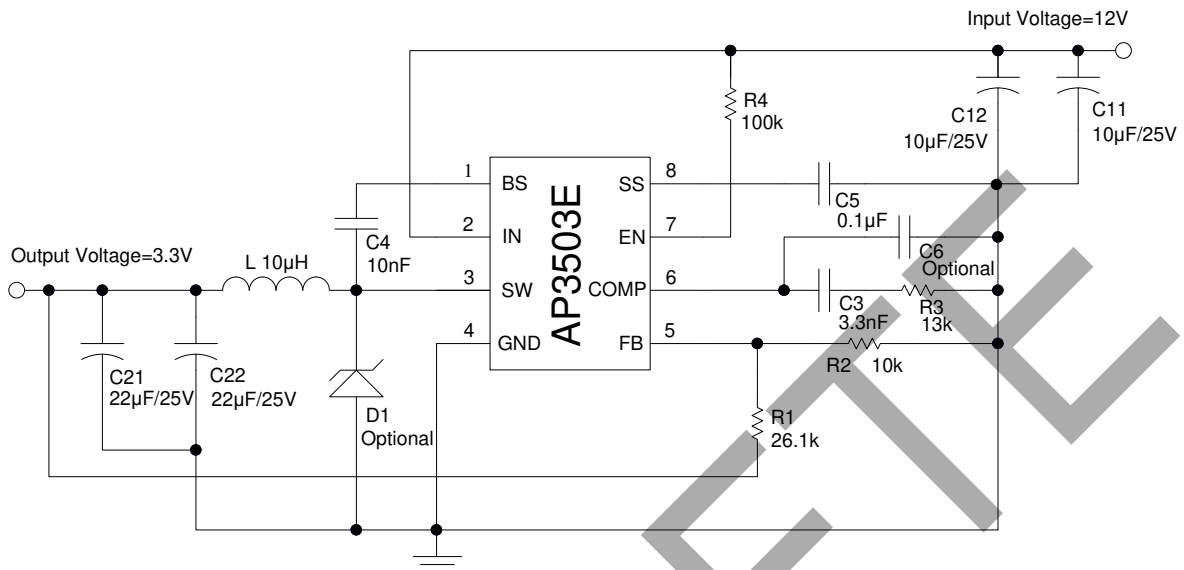 Input Voltage=12V
R4
100k
C12
10µF/25V
C11
10µF/25V
1
BS
SS
8
C5
0.1µF
2
IN
EN
7
C4
10nF
C6
Optional
Output Voltage=3.3V
L 10µH
3
SW
COMP
6
C3
3.3nF
R3
13k
AP3503E
4
GND
FB
5
R2
10k
C21
22µF/25V
C22
22µF/25V
D1
Optional
R1
26.1k
ETE